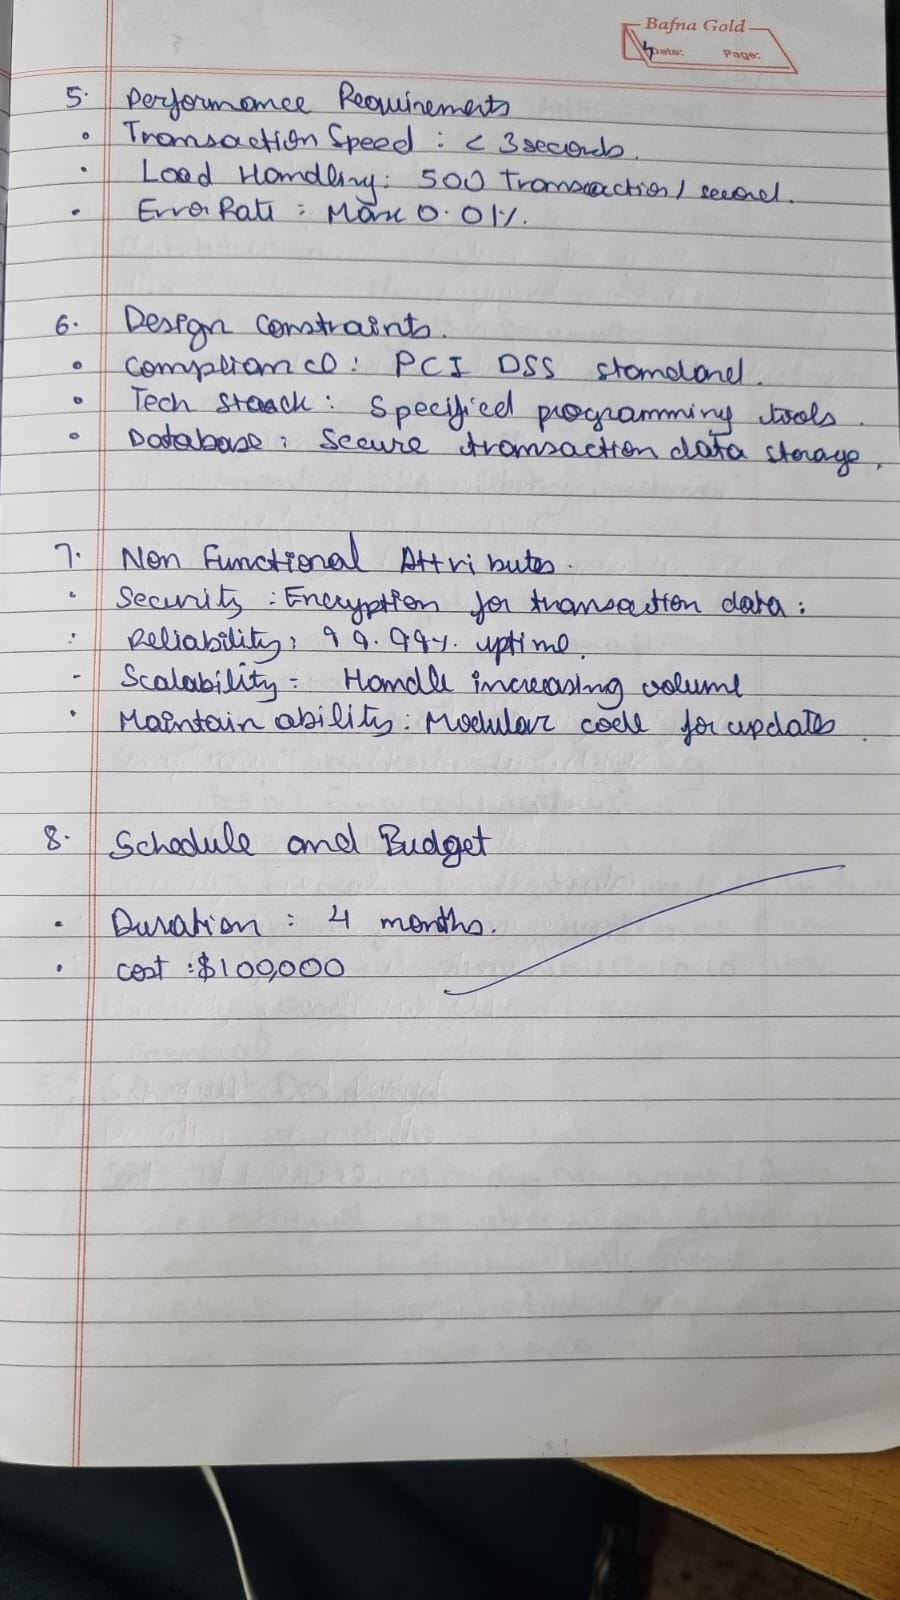 Bafna Gold
Date: Page:
5. Performance Requirements
• Transaction Speed : < 3 seconds.
• Load Handling: 500 Transaction / second.
• Error Rate : Max 0.01%.
6. Design constraints.
• Compliance: PCI DSS standard.
• Tech Stack: Specified programming tools.
• Database: Secure transaction data storage.
7. Non Functional Attributes.
• Security : Encryption for transaction data:
• Reliability: 99.99% uptime.
- Scalability - Handle increasing volume
• Maintain ability: Modular code for updates.
8. Schedule and Budget
• Duration : 4 months.
• cost : $100,000